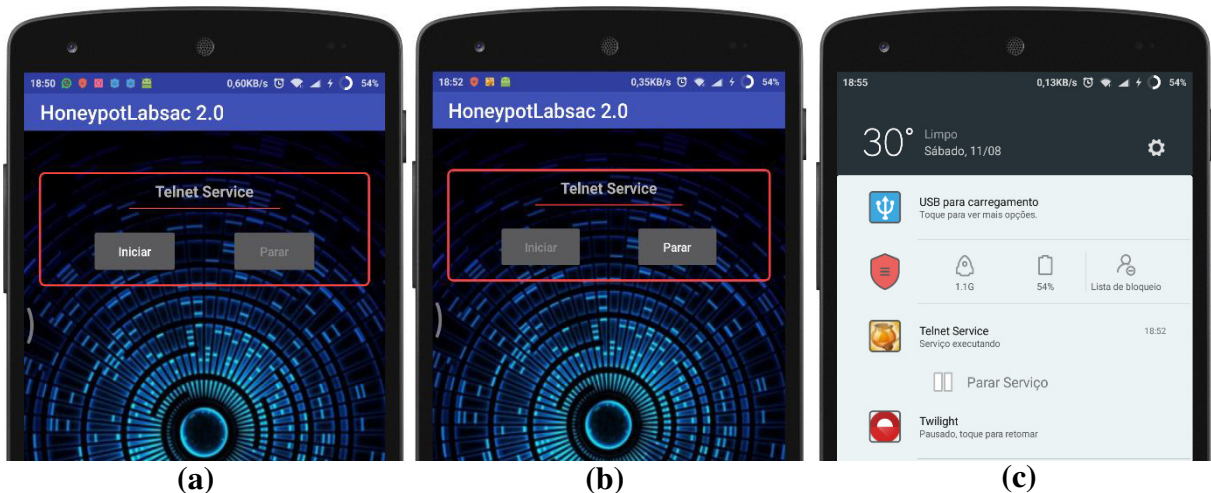 18:50 0,60KB/s 54%
HoneypotLabsac 2.0
Telnet Service
Iniciar Parar
(a)
18:52 0,35KB/s 54%
HoneypotLabsac 2.0
Telnet Service
Iniciar Parar
(b)
18:55 0,13KB/s 54%
30° Limpo
Sábado, 11/08
USB para carregamento
Toque para ver mais opções.
1.1G 54% Lista de bloqueio
Telnet Service 18:52
Serviço executando
Parar Serviço
Twilight
Pausado, toque para retomar
(c)